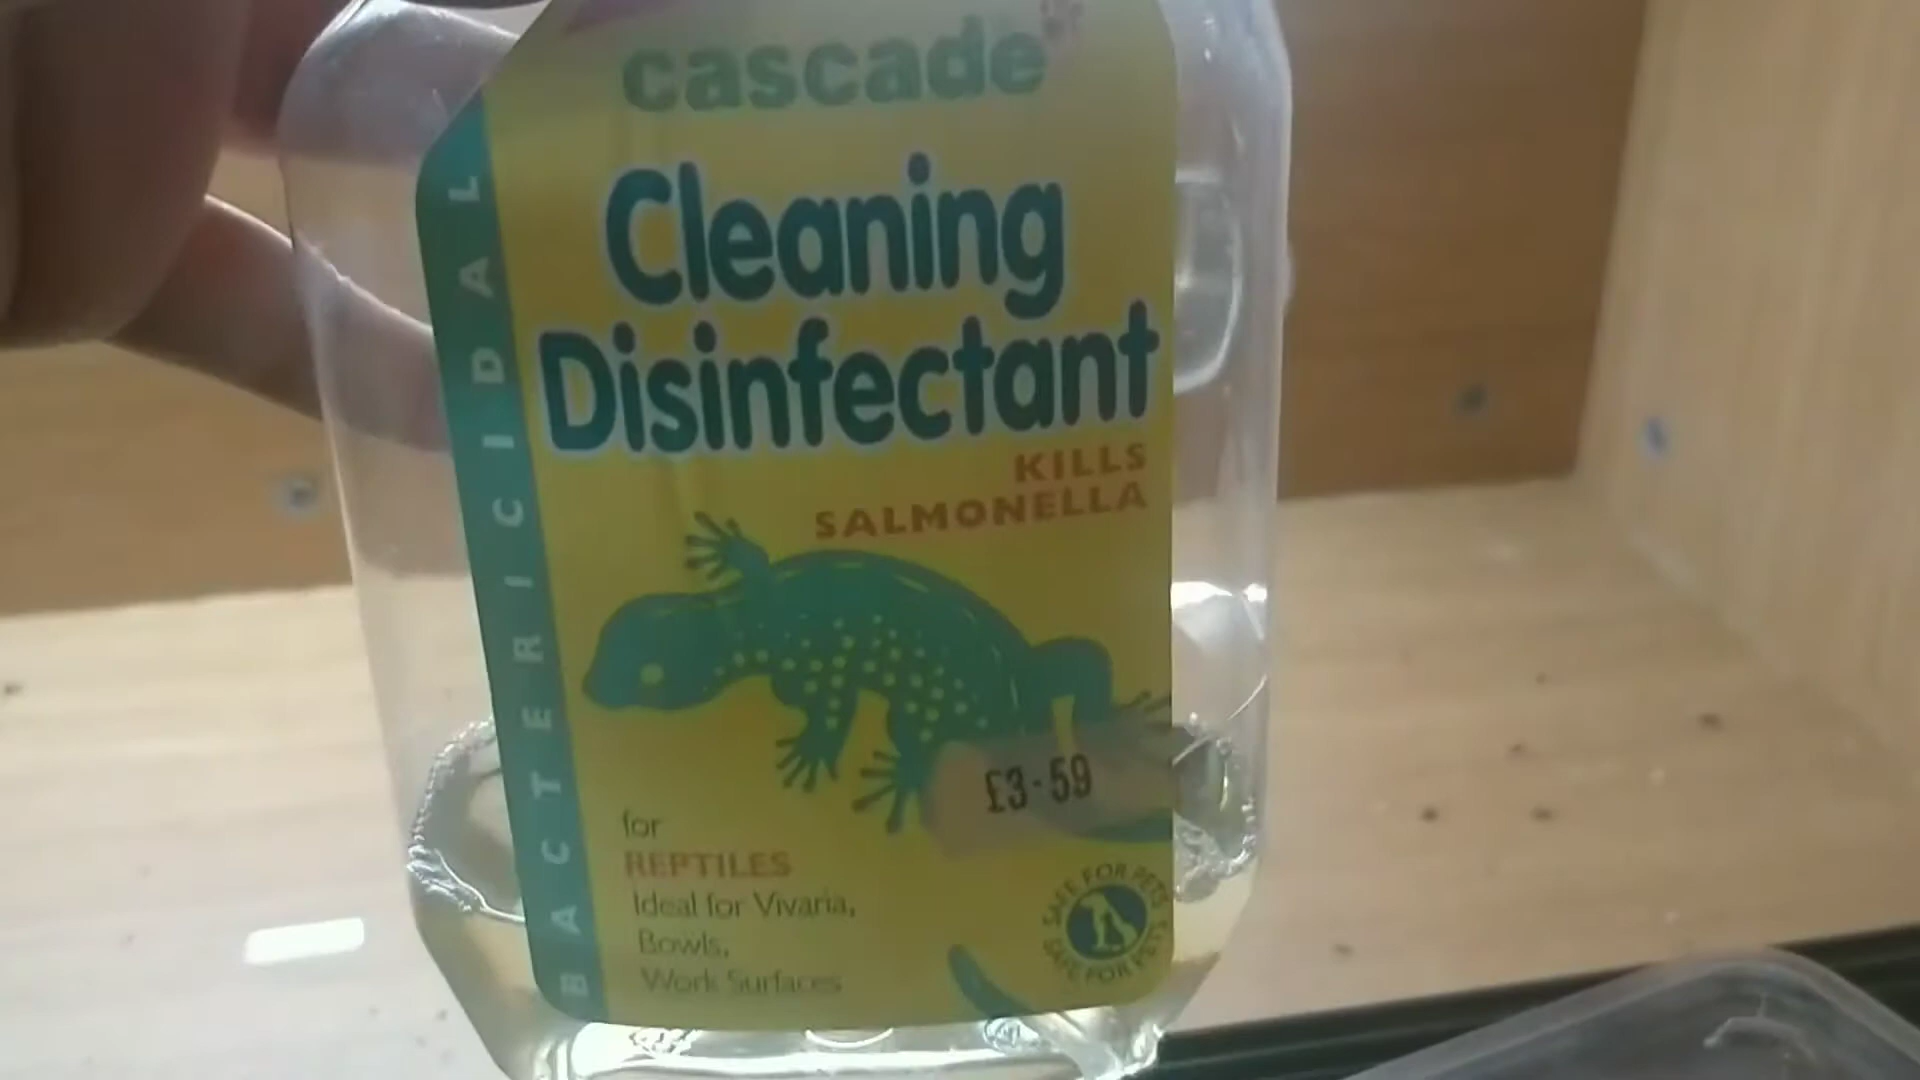 cascade
Cleaning
Disinfectant
KILLS
SALMONELLA
BACTERICIDAL
£3-59
for
REPTILES
Ideal for Vivaria,
Bowls,
Work Surfaces
SAFE FOR PETS
SAFE FOR PETS